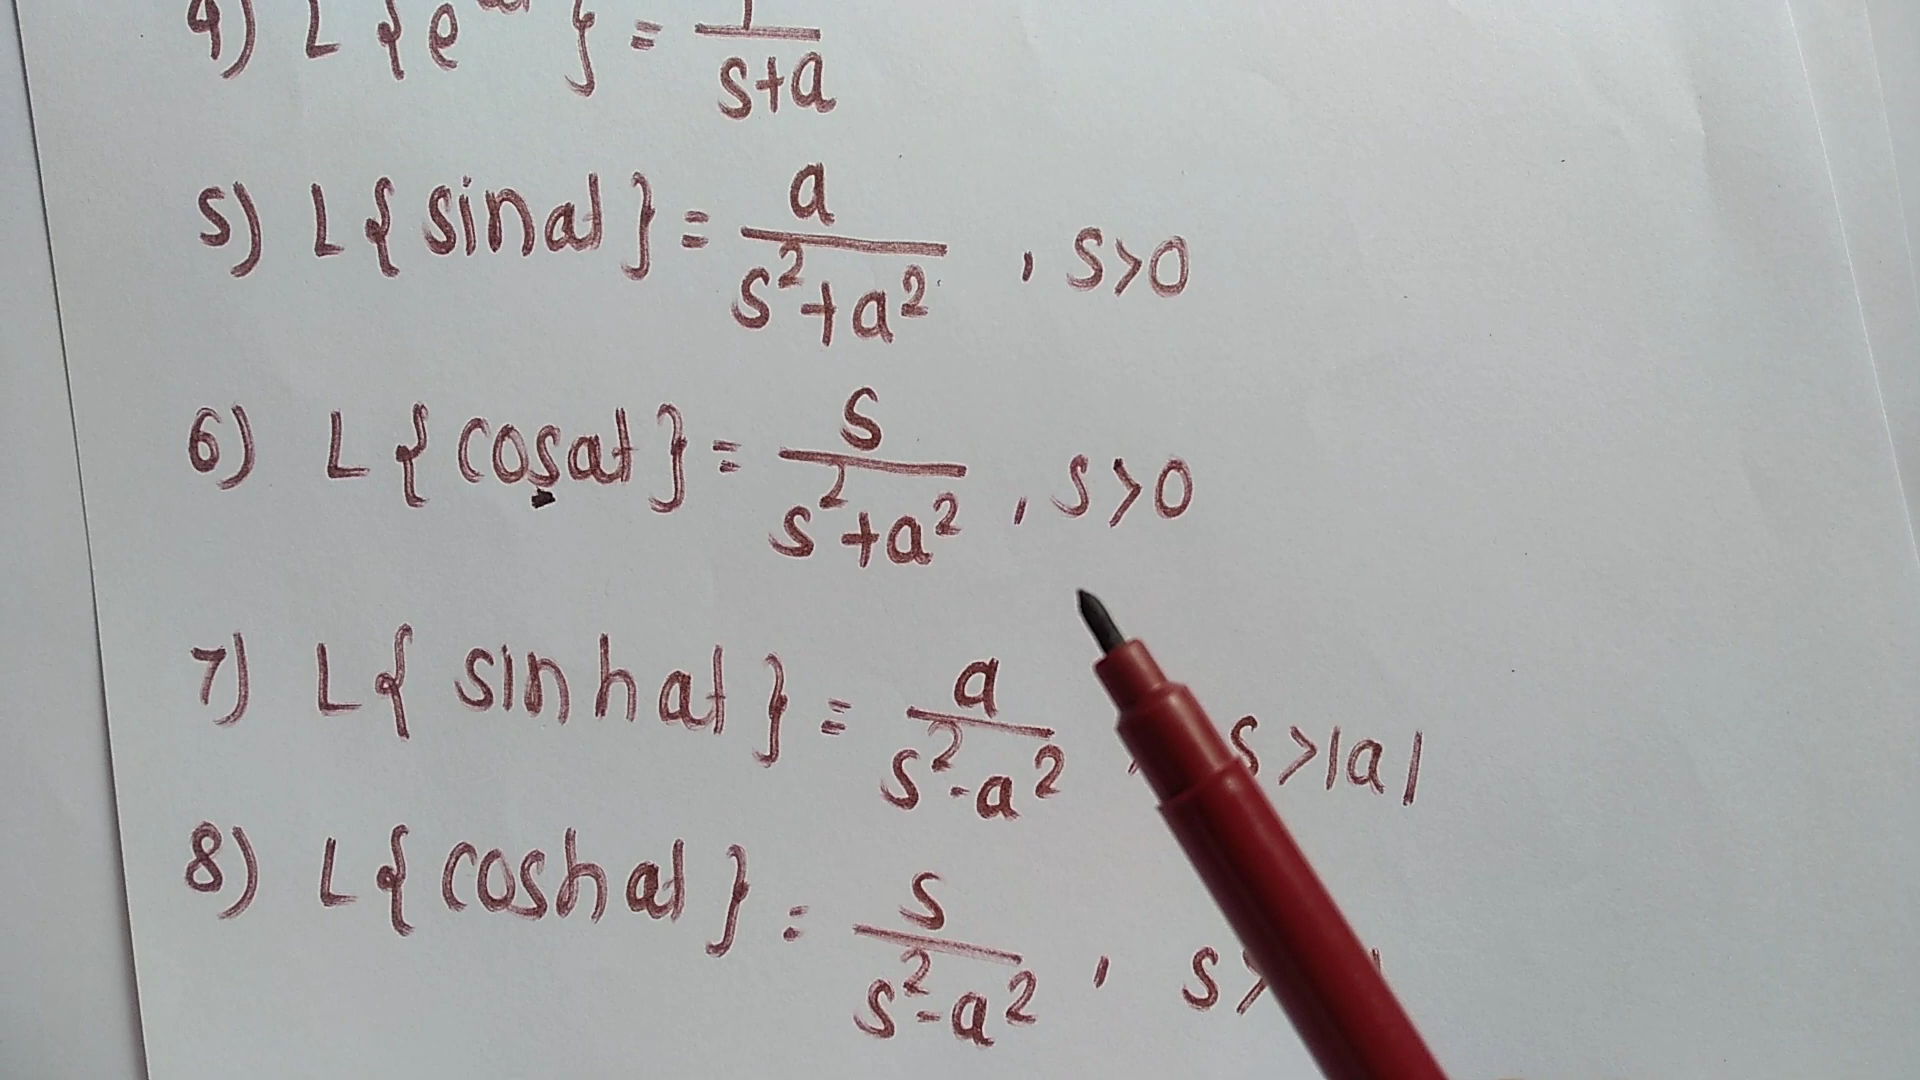 4) L{e } = 1/(s+a)
5) L{sinat} = a/(s²+a²) , s>0
6) L{cosat} = s/(s²+a²) , s>0
7) L{sinhat} = a/(s²-a²) , s>|a|
8) L{coshat} = s/(s²-a²) , s>